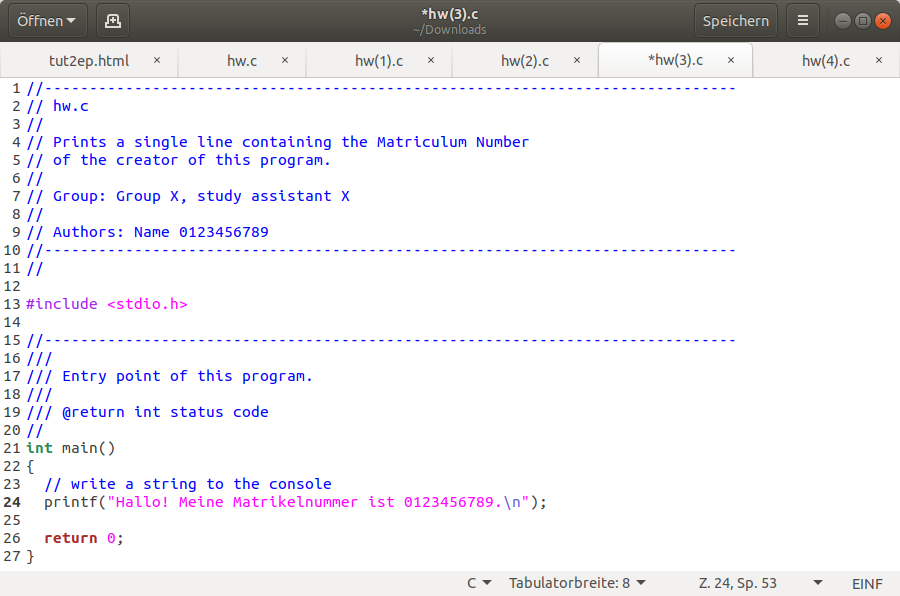 Öffnen *hw(3).c Speichern
~/Downloads
tut2ep.html × hw.c × hw(1).c × hw(2).c × *hw(3).c × hw(4).c ×
1 //-----------------------------------------------------------------------------
2 // hw.c
3 //
4 // Prints a single line containing the Matriculum Number
5 // of the creator of this program.
6 //
7 // Group: Group X, study assistant X
8 //
9 // Authors: Name 0123456789
10 //-----------------------------------------------------------------------------
11 //
12
13 #include <stdio.h>
14
15 //-----------------------------------------------------------------------------
16 ///
17 /// Entry point of this program.
18 ///
19 /// @return int status code
20 //
21 int main()
22 {
23   // write a string to the console
24   printf("Hallo! Meine Matrikelnummer ist 0123456789.\n");
25
26   return 0;
27 }
C Tabulatorbreite: 8 Z. 24, Sp. 53 EINF